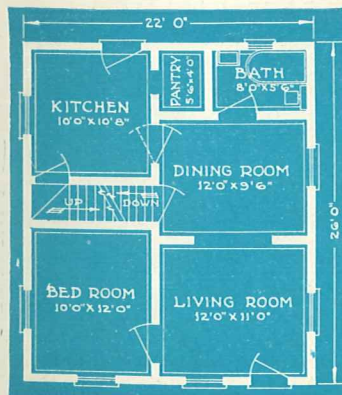 22' 0"
KITCHEN
10'0"X10'8"
PANTRY
5'6"X4'0"
BATH
8'0"X5'6"
DINING ROOM
12'0"X9'6"
26'0"
UP
DOWN
BED ROOM
10'0"X12'0"
LIVING ROOM
12'0"X11'0"